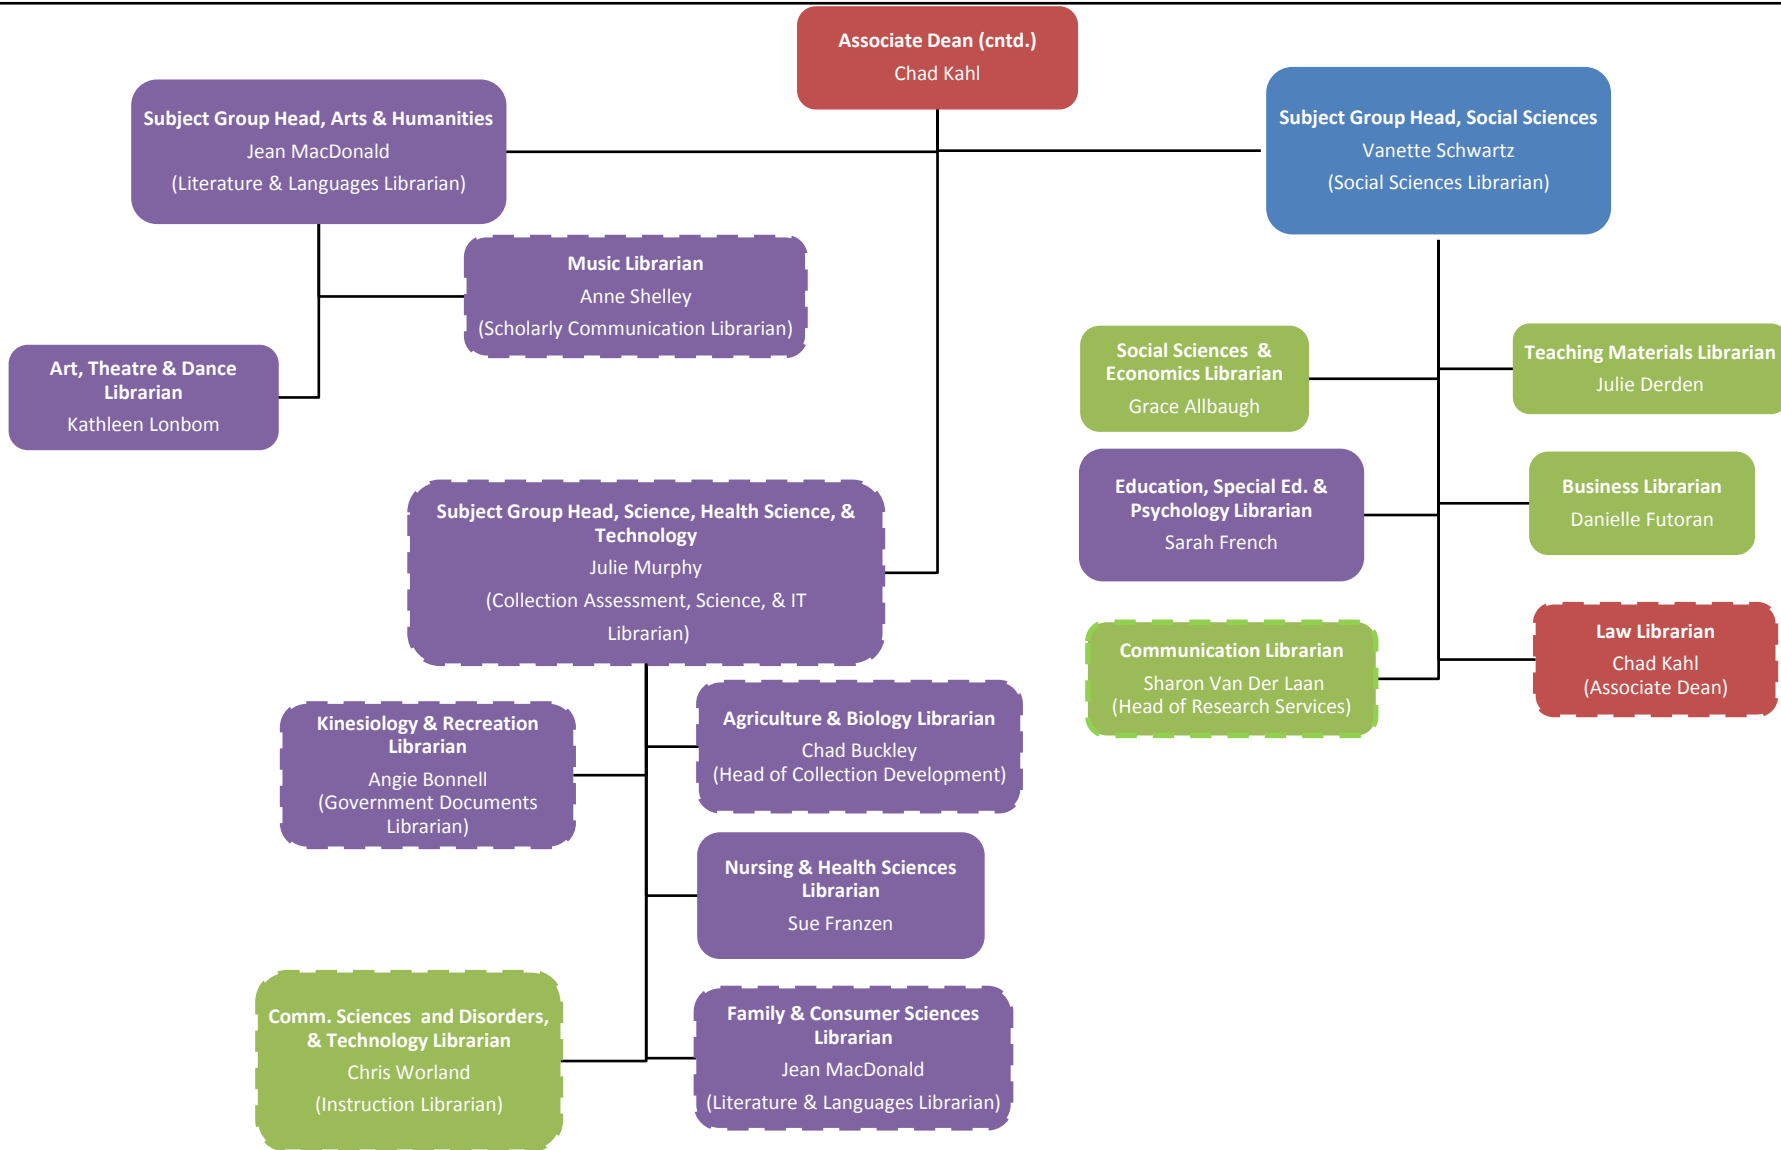 Associate Dean (cntd.)
Chad Kahl
Subject Group Head, Arts & Humanities
Jean MacDonald
(Literature & Languages Librarian)
Subject Group Head, Social Sciences
Vanette Schwartz
(Social Sciences Librarian)
Music Librarian
Anne Shelley
(Scholarly Communication Librarian)
Art, Theatre & Dance
Librarian
Kathleen Lonbom
Social Sciences &
Economics Librarian
Grace Allbaugh
Teaching Materials Librarian
Julie Derden
Education, Special Ed. &
Psychology Librarian
Sarah French
Business Librarian
Danielle Futoran
Subject Group Head, Science, Health Science, &
Technology
Julie Murphy
(Collection Assessment, Science, & IT
Librarian)
Communication Librarian
Sharon Van Der Laan
(Head of Research Services)
Law Librarian
Chad Kahl
(Associate Dean)
Kinesiology & Recreation
Librarian
Angie Bonnell
(Government Documents
Librarian)
Agriculture & Biology Librarian
Chad Buckley
(Head of Collection Development)
Nursing & Health Sciences
Librarian
Sue Franzen
Comm. Sciences and Disorders,
& Technology Librarian
Chris Worland
(Instruction Librarian)
Family & Consumer Sciences
Librarian
Jean MacDonald
(Literature & Languages Librarian)